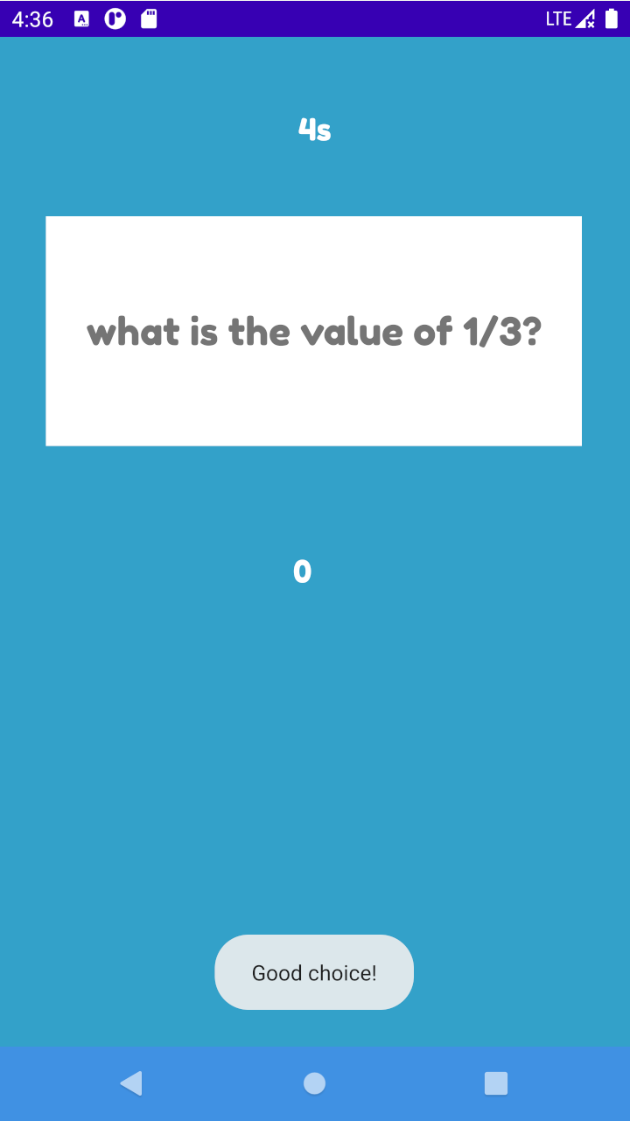 4:36 LTE
4s
what is the value of 1/3?
0
Good choice!